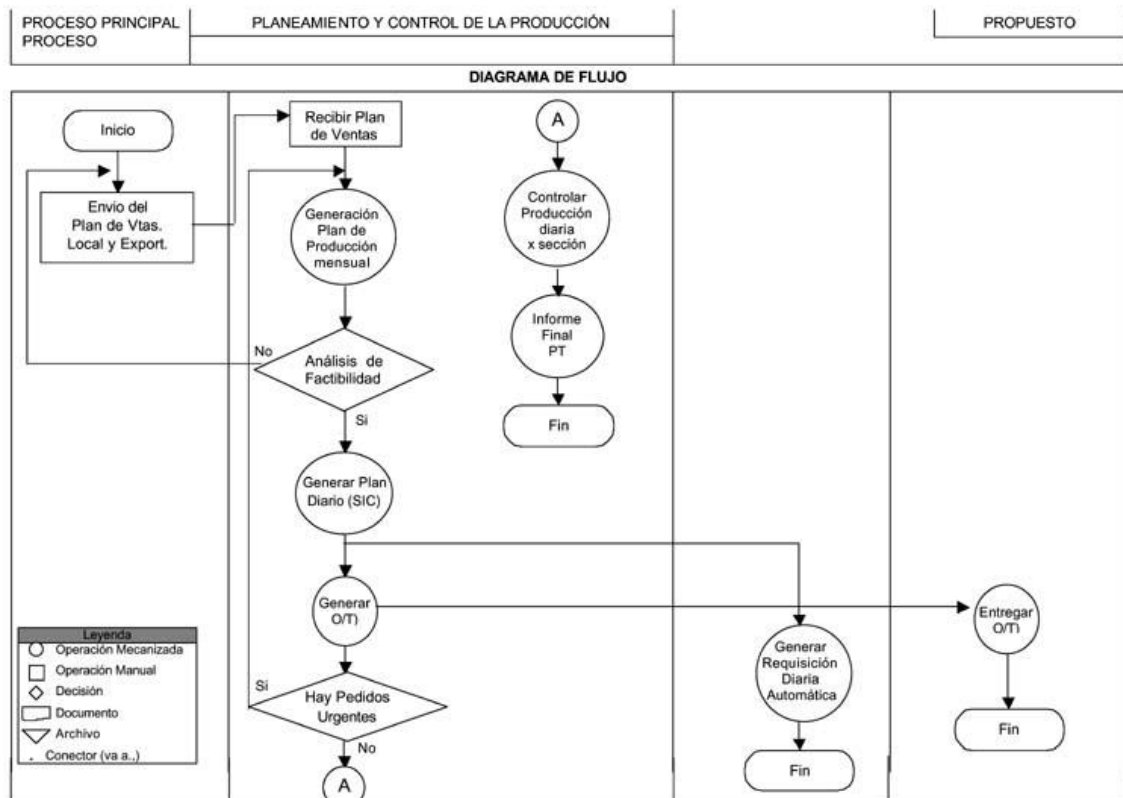 PROCESO PRINCIPAL
PROCESO
PLANEAMIENTO Y CONTROL DE LA PRODUCCIÓN
PROPUESTO
DIAGRAMA DE FLUJO
Inicio
Envio del
Plan de Vtas.
Local y Export.
Recibir Plan
de Ventas
Generación
Plan de
Producción
mensual
No
Análisis de
Factibilidad
Si
Generar Plan
Diario (SIC)
Generar
O/T)
Sí
Hay Pedidos
Urgentes
No
A
A
Controlar
Producción
diaria
x sección
Informe
Final
PT
Fin
Generar
Requisición
Diaria
Automática
Fin
Entregar
O/T)
Fin
Leyenda
Operación Mecanizada
Operación Manual
Decisión
Documento
Archivo
. Conector (va a.,)